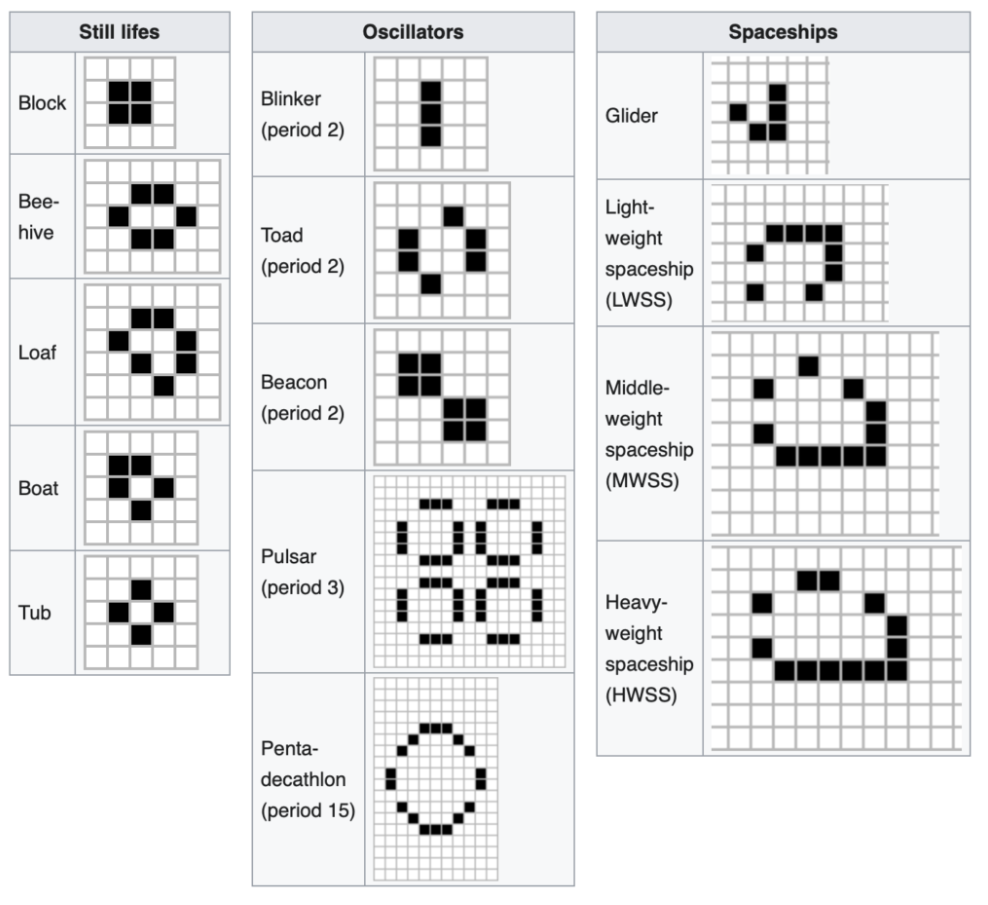 Still lifes
Block
Bee-
hive
Loaf
Boat
Tub
Oscillators
Blinker
(period 2)
Toad
(period 2)
Beacon
(period 2)
Pulsar
(period 3)
Penta-
decathlon
(period 15)
Spaceships
Glider
Light-
weight
spaceship
(LWSS)
Middle-
weight
spaceship
(MWSS)
Heavy-
weight
spaceship
(HWSS)